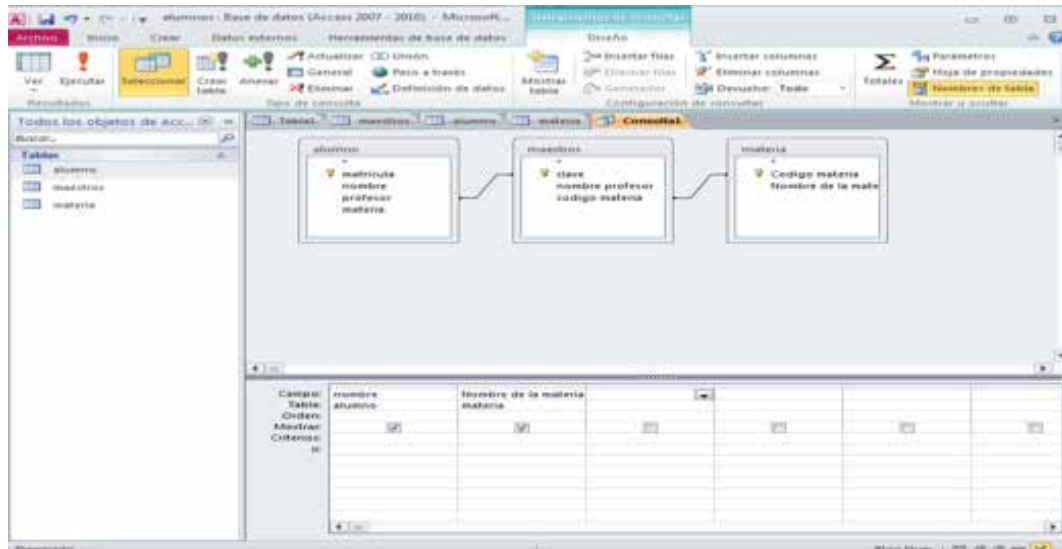 alumnos : Base de datos (Access 2007 - 2010) - Microsoft...
Herramientas de consultas
Archivo Inicio Crear Datos externos Herramientas de base de datos Diseño
Ver Ejecutar Seleccionar Crear tabla Anexar
Actualizar Unión
General Paso a través
Eliminar Definición de datos
Mostrar tabla
Insertar filas Insertar columnas
Eliminar filas Eliminar columnas
Generador Devuelve: Todo
Totales
Parámetros
Hoja de propiedades
Nombres de tabla
Resultados Tipo de consulta Configuración de consultas Mostrar u ocultar
Todos los objetos de Acc...
Buscar...
Tablas
alumno
maestros
materia
Tabla1 maestros alumno materia Consulta1
alumno
*
matricula
nombre
profesor
materia
maestros
*
clave
nombre profesor
codigo materia
materia
*
Codigo materia
Nombre de la mate
Campo: nombre Nombre de la materia
Tabla: alumno materia
Orden:
Mostrar:
Criterios:
o: